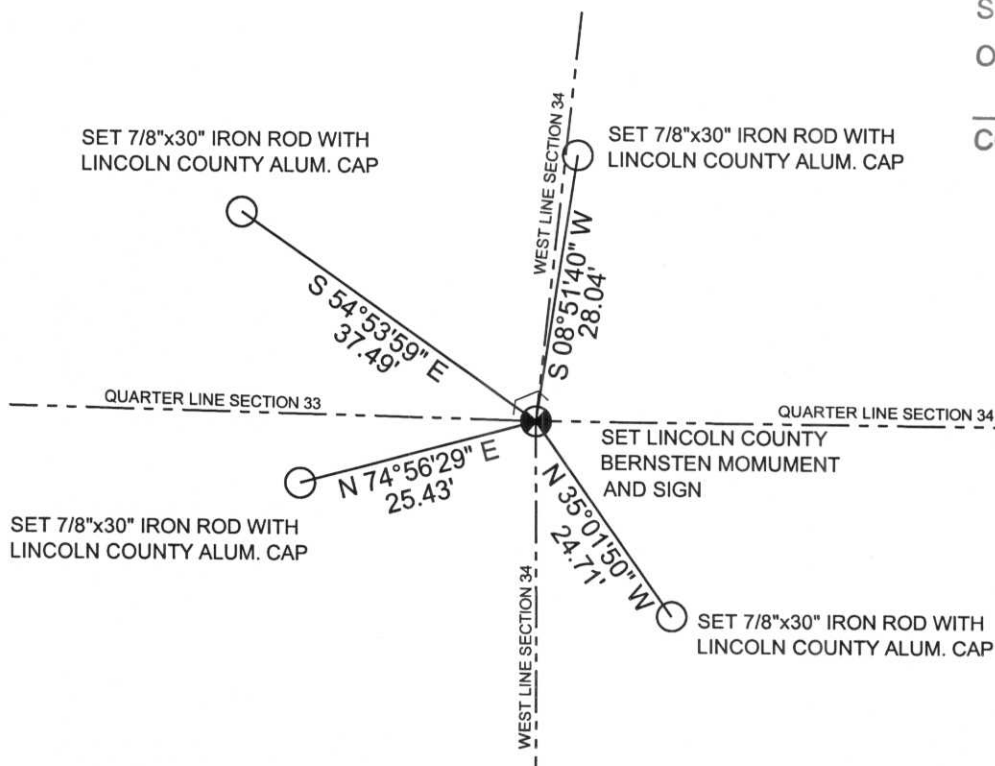 S
O
C
WEST LINE SECTION 34
SET 7/8"x30" IRON ROD WITH
LINCOLN COUNTY ALUM. CAP
SET 7/8"x30" IRON ROD WITH
LINCOLN COUNTY ALUM. CAP
S 54°53'59" E
37.49'
S 08°51'40" W
28.04'
QUARTER LINE SECTION 33
QUARTER LINE SECTION 34
SET LINCOLN COUNTY
BERNSTEN MOMUMENT
AND SIGN
N 74°56'29" E
25.43'
N 35°01'50" W
24.71'
SET 7/8"x30" IRON ROD WITH
LINCOLN COUNTY ALUM. CAP
WEST LINE SECTION 34
SET 7/8"x30" IRON ROD WITH
LINCOLN COUNTY ALUM. CAP